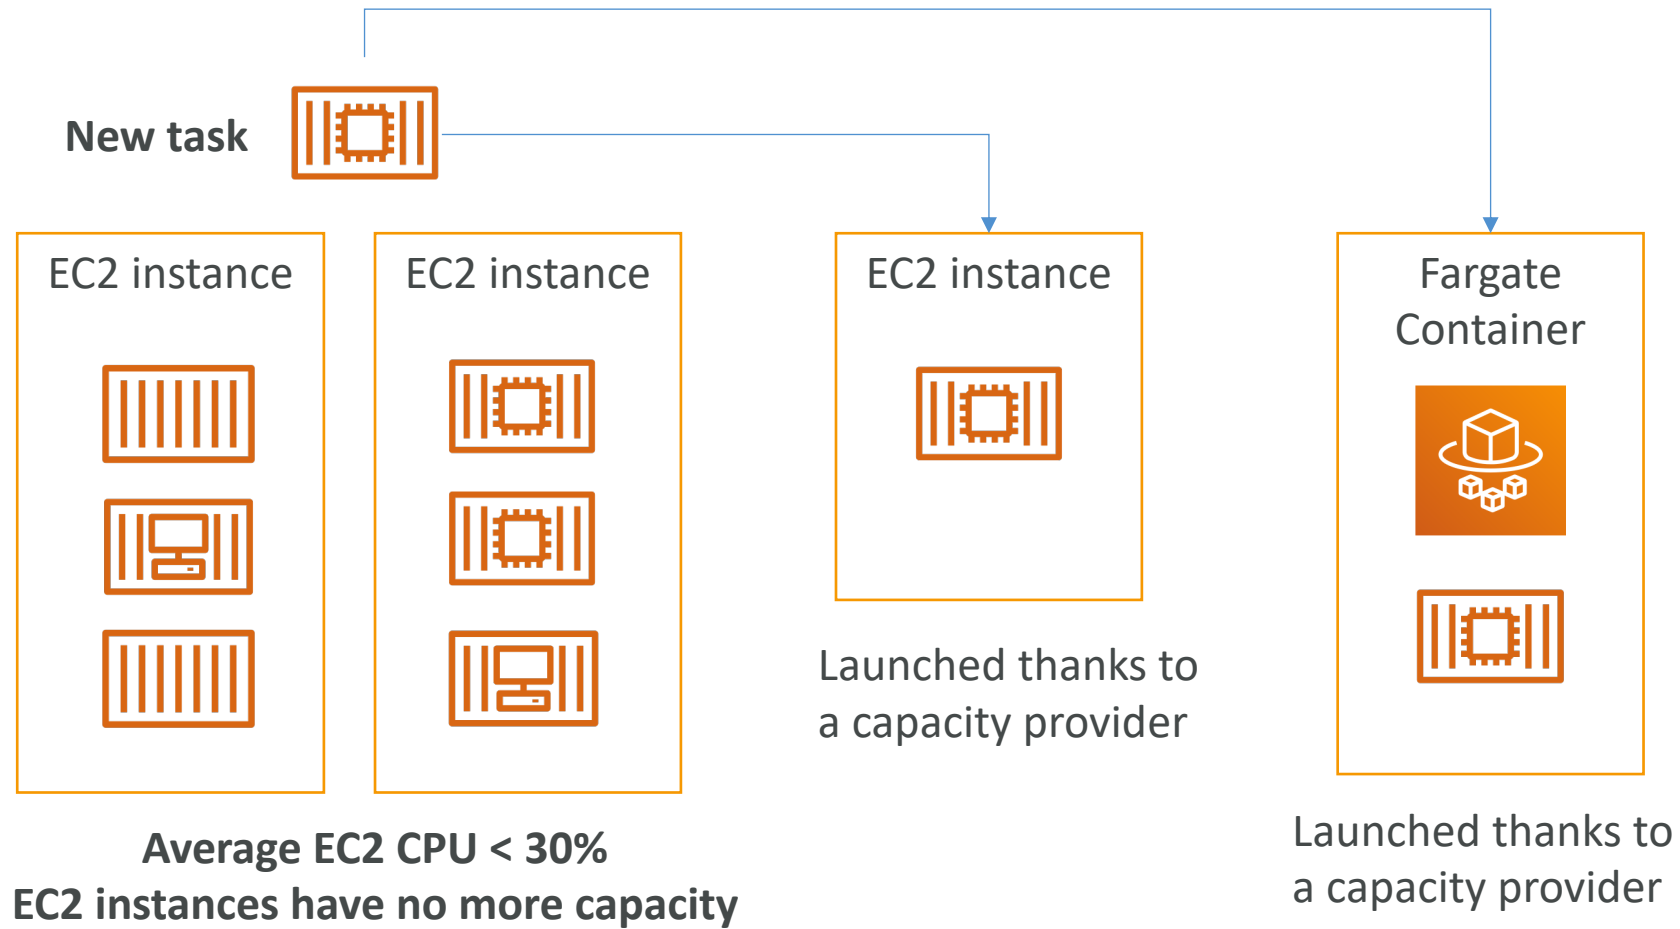 New task
EC2 instance
EC2 instance
EC2 instance
Fargate
Container
Launched thanks to
a capacity provider
Average EC2 CPU < 30%
EC2 instances have no more capacity
Launched thanks to
a capacity provider